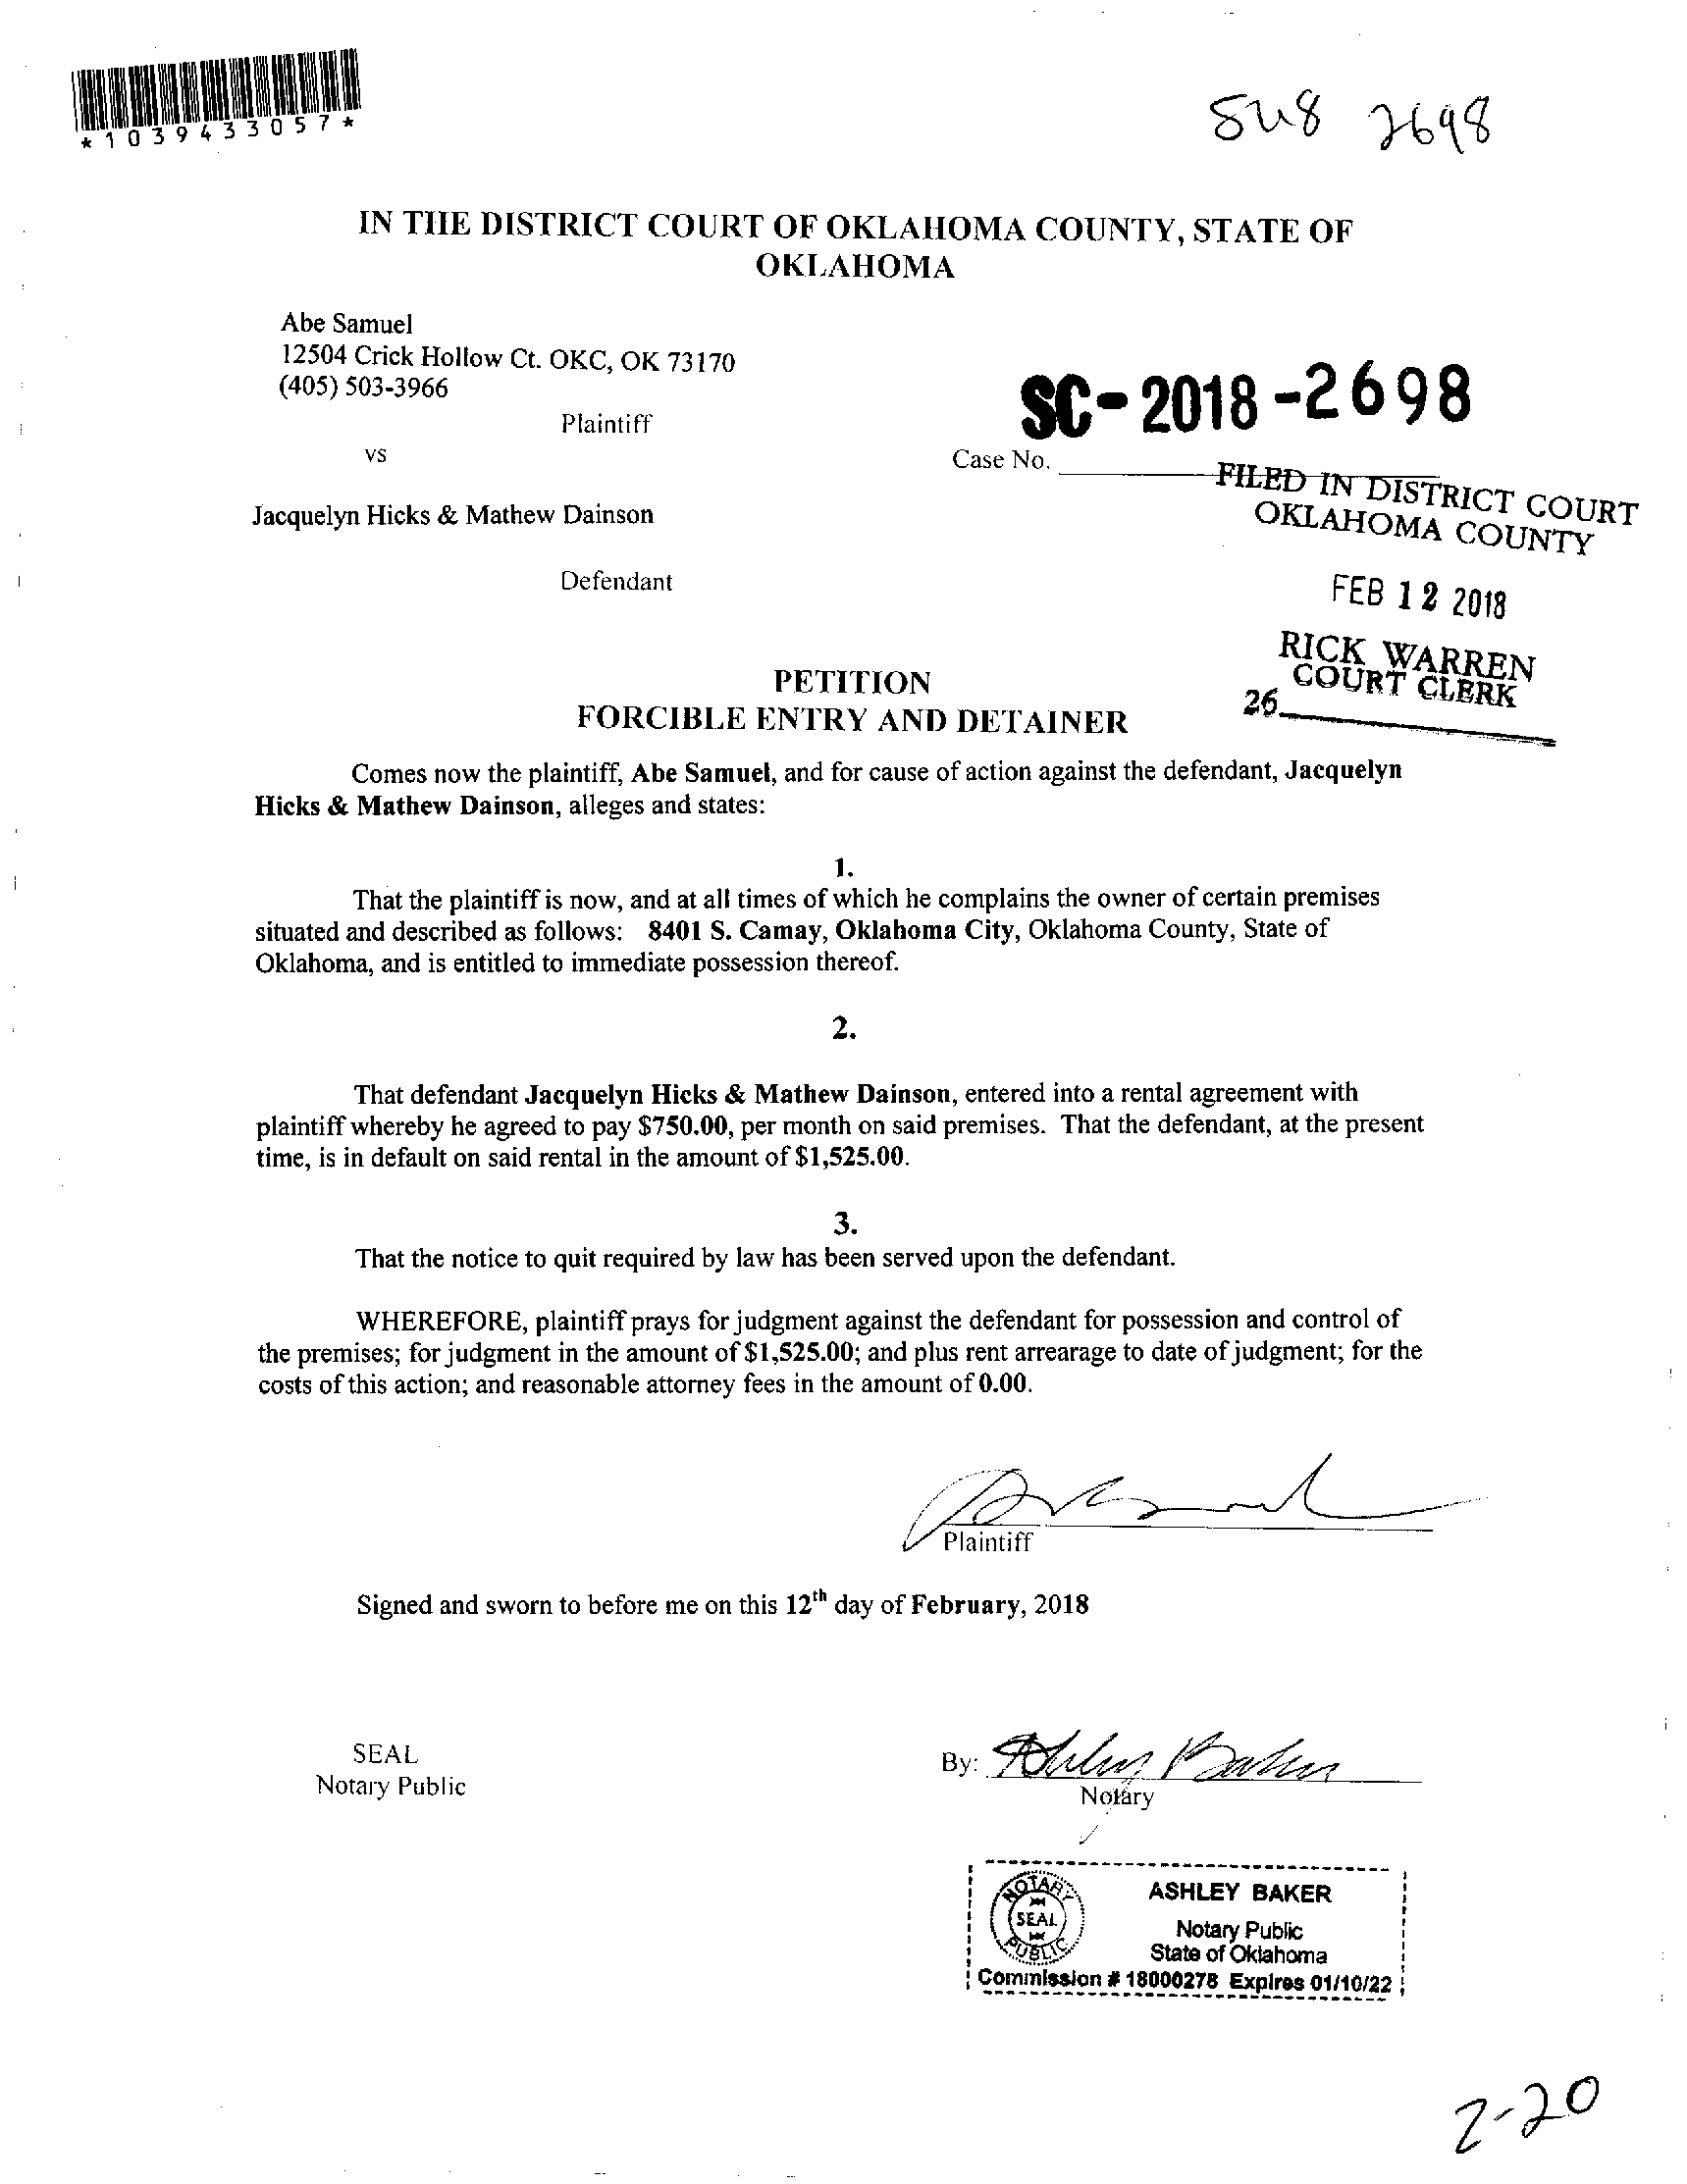 *1039433057*
2698
IN THE DISTRICT COURT OF OKLAHOMA COUNTY, STATE OF
OKLAHOMA
Abe Samuel
12504 Crick Hollow Ct. OKC, OK 73170
(405) 503-3966
Plaintiff
vs
SC-2018-2698
Case No.
Jacquelyn Hicks & Mathew Dainson
FILED IN DISTRICT COURT
OKLAHOMA COUNTY
Defendant
FEB 12 2018
RICK WARREN
COURT CLERK
26
PETITION
FORCIBLE ENTRY AND DETAINER
Comes now the plaintiff, Abe Samuel, and for cause of action against the defendant, Jacquelyn
Hicks & Mathew Dainson, alleges and states:
1.
That the plaintiff is now, and at all times of which he complains the owner of certain premises
situated and described as follows: 8401 S. Camay, Oklahoma City, Oklahoma County, State of
Oklahoma, and is entitled to immediate possession thereof.
2.
That defendant Jacquelyn Hicks & Mathew Dainson, entered into a rental agreement with
plaintiff whereby he agreed to pay $750.00, per month on said premises. That the defendant, at the present
time, is in default on said rental in the amount of $1,525.00.
3.
That the notice to quit required by law has been served upon the defendant.
WHEREFORE, plaintiff prays for judgment against the defendant for possession and control of
the premises; for judgment in the amount of $1,525.00; and plus rent arrearage to date of judgment; for the
costs of this action; and reasonable attorney fees in the amount of 0.00.
Plaintiff
Signed and sworn to before me on this 12th day of February, 2018
SEAL
Notary Public
By: Ashley Baker
Notary
NOTARY
SEAL
PUBLIC
ASHLEY BAKER
Notary Public
State of Oklahoma
Commission # 18000278 Expires 01/10/22
2-20